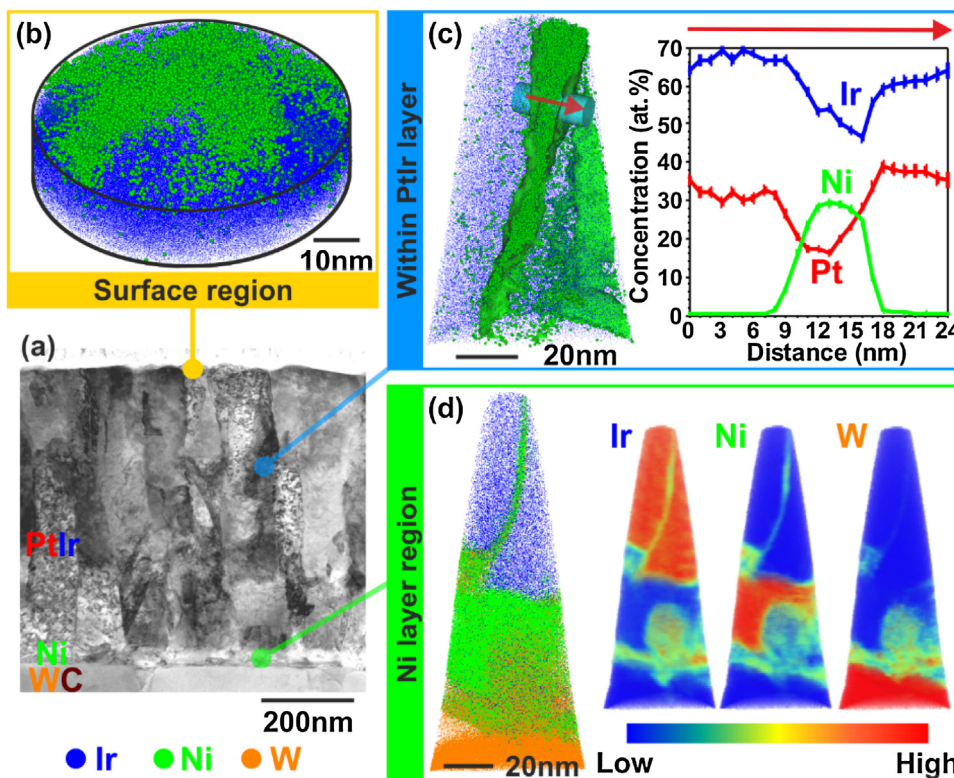 (b)
10nm
Surface region
(a)
PtIr
Ni
WC
200nm
Ir Ni W
Within PtIr layer
(c)
20nm
Concentration (at.%)
70
60
50
40
30
20
10
0
Ir
Ni
Pt
0 3 6 9 12 15 18 21 24
Distance (nm)
Ni layer region
(d)
20nm
Ir Ni W
Low High